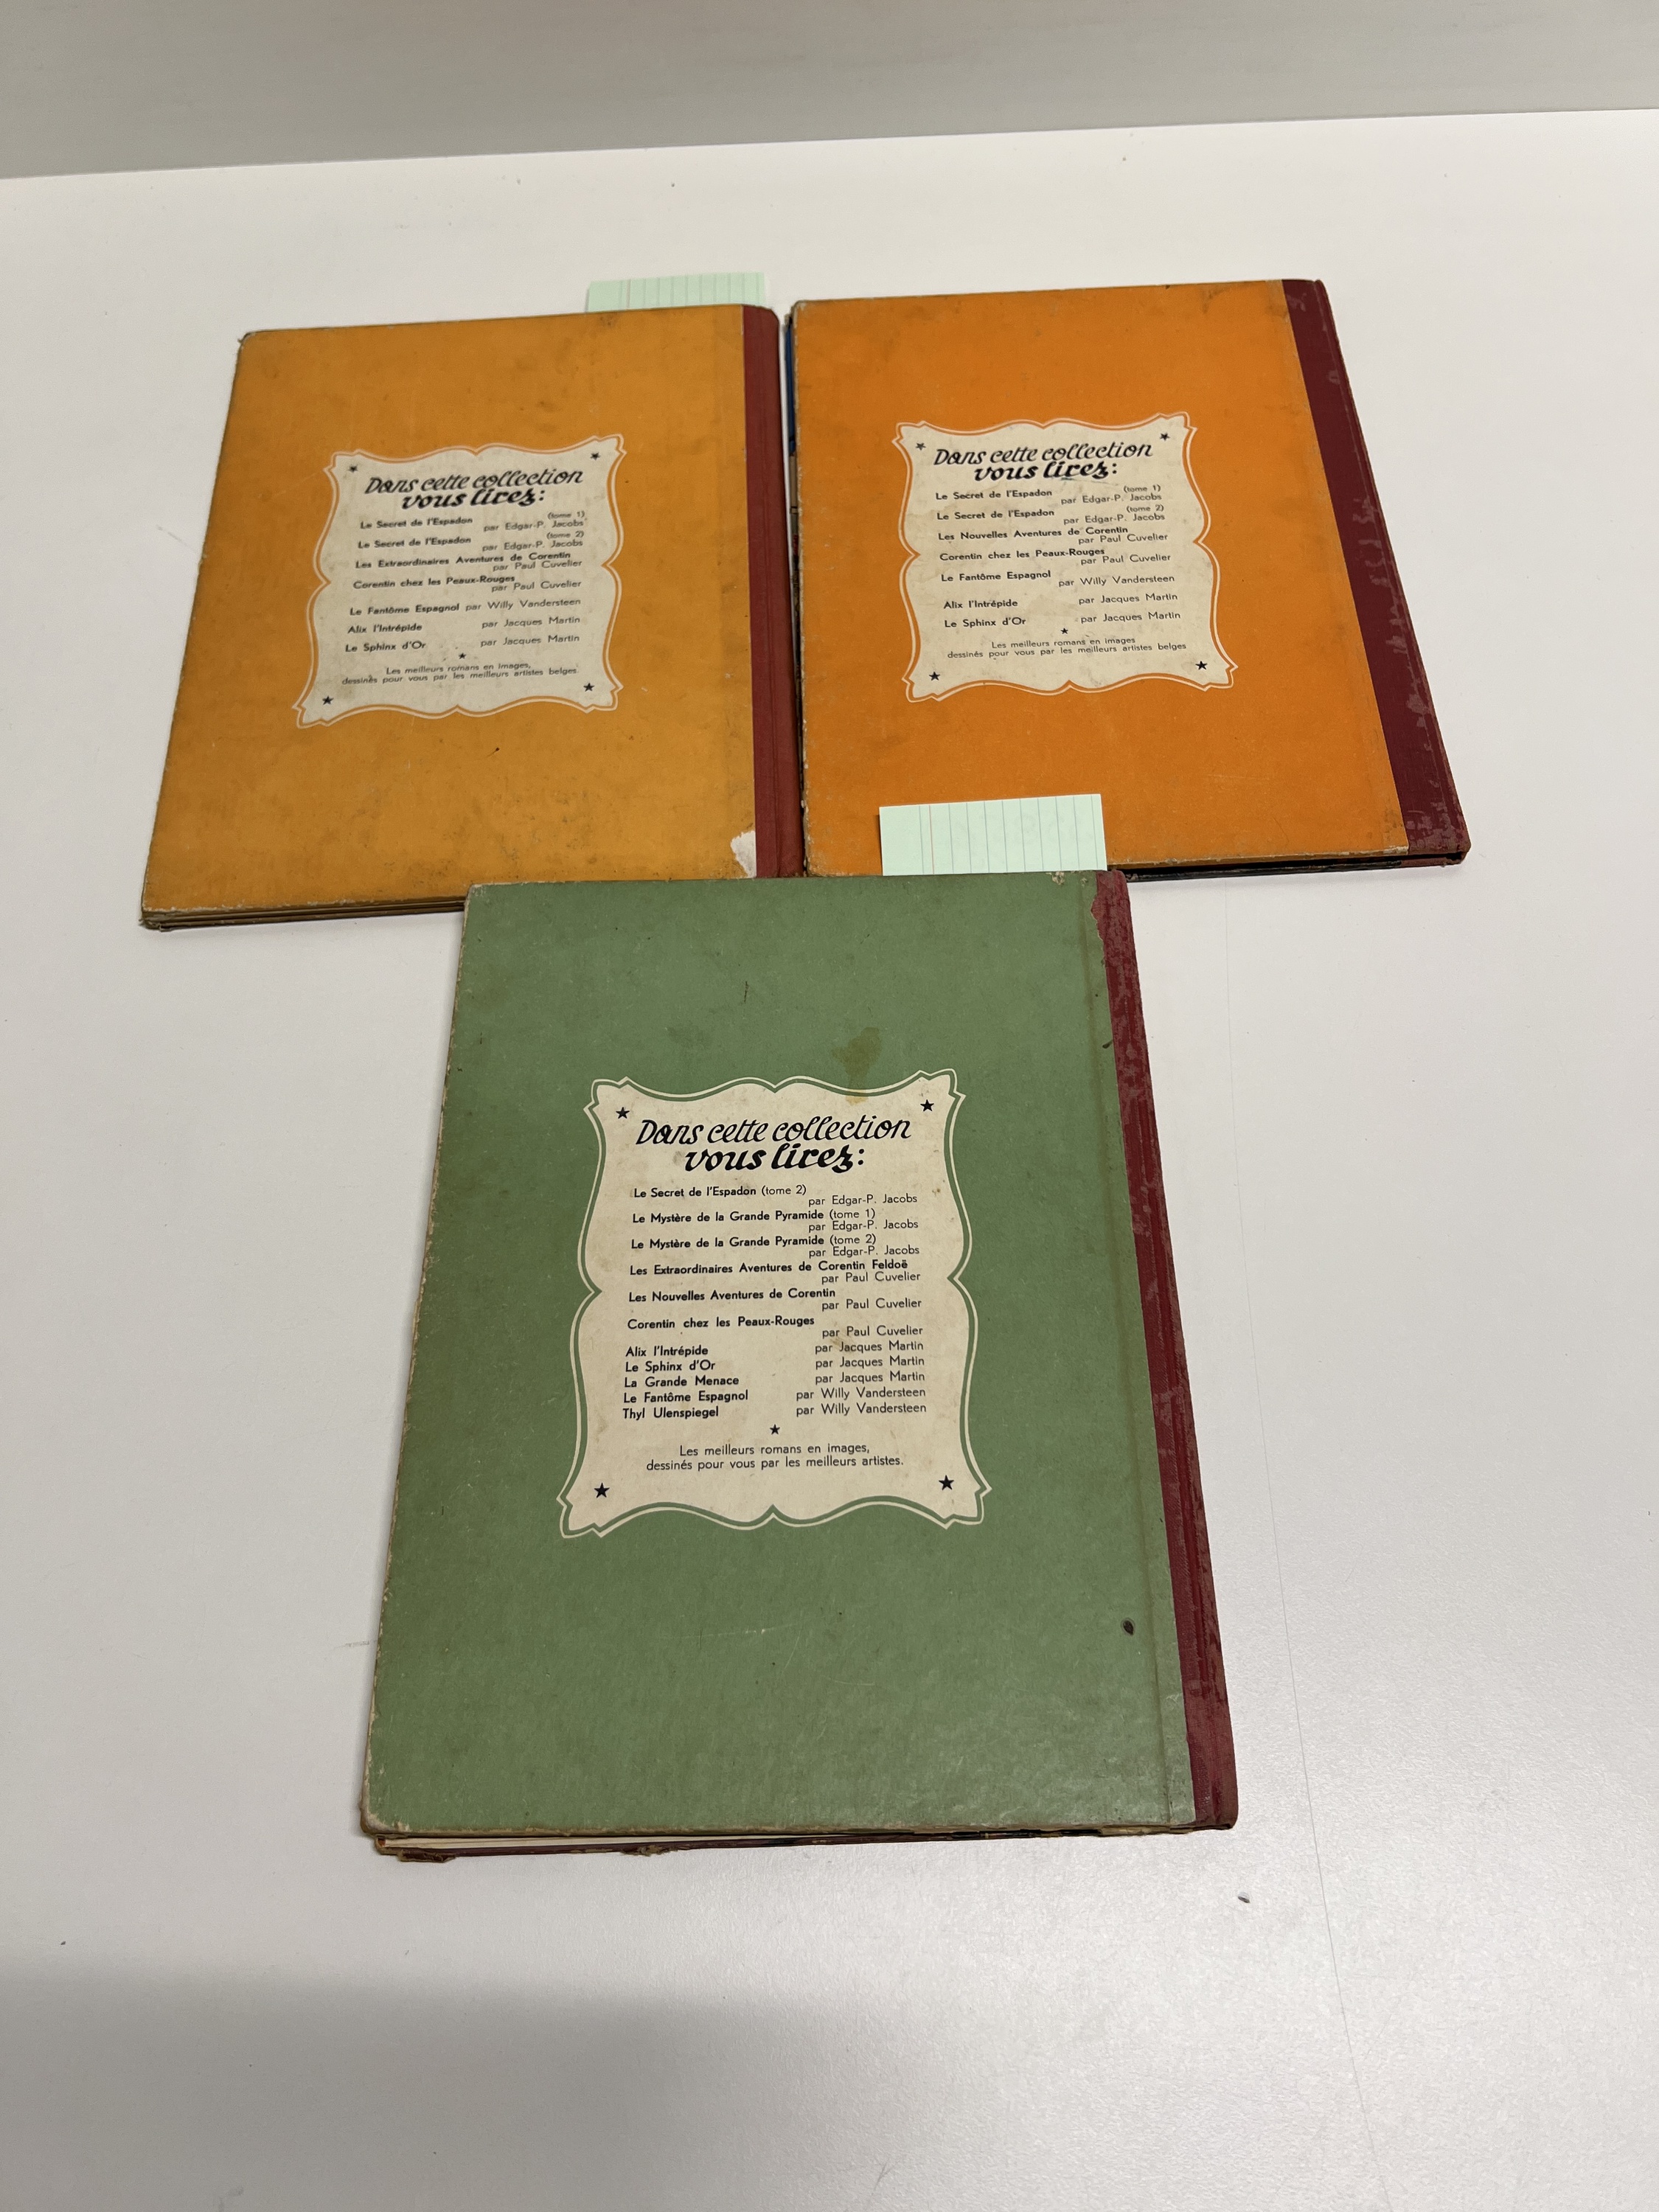 Dans cette collection
vous lirez:
Le Secret de l'Espadon (tome 1)
par Edgar-P. Jacobs
Le Secret de l'Espadon (tome 2)
par Edgar-P. Jacobs
Les Extraordinaires Aventures de Corentin
par Paul Cuvelier
Corentin chez les Peaux-Rouges
par Paul Cuvelier
Le Fantôme Espagnol par Willy Vandersteen
Alix l'Intrépide par Jacques Martin
Le Sphinx d'Or par Jacques Martin
Les meilleurs romans en images,
dessinés pour vous par les meilleurs artistes belges
Dans cette collection
vous lirez:
Le Secret de l'Espadon (tome 1)
par Edgar-P. Jacobs
Le Secret de l'Espadon (tome 2)
par Edgar-P. Jacobs
Les Nouvelles Aventures de Corentin
par Paul Cuvelier
Corentin chez les Peaux-Rouges
par Paul Cuvelier
Le Fantôme Espagnol
par Willy Vandersteen
Alix l'Intrépide par Jacques Martin
Le Sphinx d'Or par Jacques Martin
Les meilleurs romans en images
dessinés pour vous par les meilleurs artistes belges
Dans cette collection
vous lirez:
Le Secret de l'Espadon (tome 2)
par Edgar-P. Jacobs
Le Mystère de la Grande Pyramide (tome 1)
par Edgar-P. Jacobs
Le Mystère de la Grande Pyramide (tome 2)
par Edgar-P. Jacobs
Les Extraordinaires Aventures de Corentin Feldoë
par Paul Cuvelier
Les Nouvelles Aventures de Corentin
par Paul Cuvelier
Corentin chez les Peaux-Rouges
par Paul Cuvelier
Alix l'Intrépide par Jacques Martin
Le Sphinx d'Or par Jacques Martin
La Grande Menace par Jacques Martin
Le Fantôme Espagnol par Willy Vandersteen
Thyl Ulenspiegel par Willy Vandersteen
Les meilleurs romans en images,
dessinés pour vous par les meilleurs artistes.